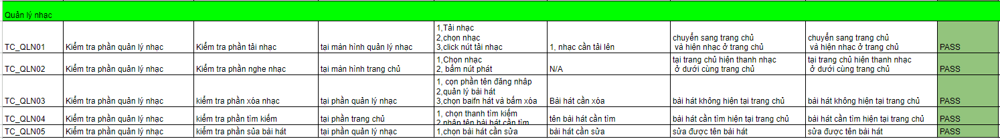 Quản lý nhạc
TC_QLN01 Kiểm tra phần quản lý nhạc Kiểm tra phần tải nhạc tại màn hình quản lý nhạc 1,Tải nhạc
2,chọn nhạc
3,click nút tải nhạc 1, nhạc cần tải lên chuyển sang trang chủ
và hiện nhạc ở trang chủ chuyển sang trang chủ
và hiện nhạc ở trang chủ PASS
TC_QLN02 Kiểm tra phần quản lý nhạc Kiểm tra phần nghe nhạc tại màn hình trang chủ 1,Chọn nhạc
2, bấm nút phát N/A tại trang chủ hiện thanh nhạc
ở dưới cùng trang chủ tại trang chủ hiện thanh nhạc
ở dưới cùng trang chủ PASS
TC_QLN03 Kiểm tra phần quản lý nhạc kiểm tra phần xóa nhạc tại phần quản lý nhạc 1, cọn phần tên đăng nhâp
2,quản lý bài hát
3,chọn baifn hát và bấm xóa Bài hát cần xóa bài hát không hiện tại trang chủ bài hát không hiện tại trang chủ PASS
TC_QLN04 Kiểm tra phần quản lý nhạc kiểm tra phần tìm kiếm tại phần trang chủ 1, chọn thanh tìm kiếm
2,nhập tên bài hát cần tìm tên bài hát cần tìm bài hát cần tìm hiện tại trang chủ bài hát cần tìm hiện tại trang chủ PASS
TC_QLN05 Kiểm tra phần quản lý nhạc kiểm tra phần sủa bài hát tại phần quản lý nhạc 1,chọn bài hát cần sửa bài hát cần sửa sửa được tên bài hát sửa được tên bài hát PASS